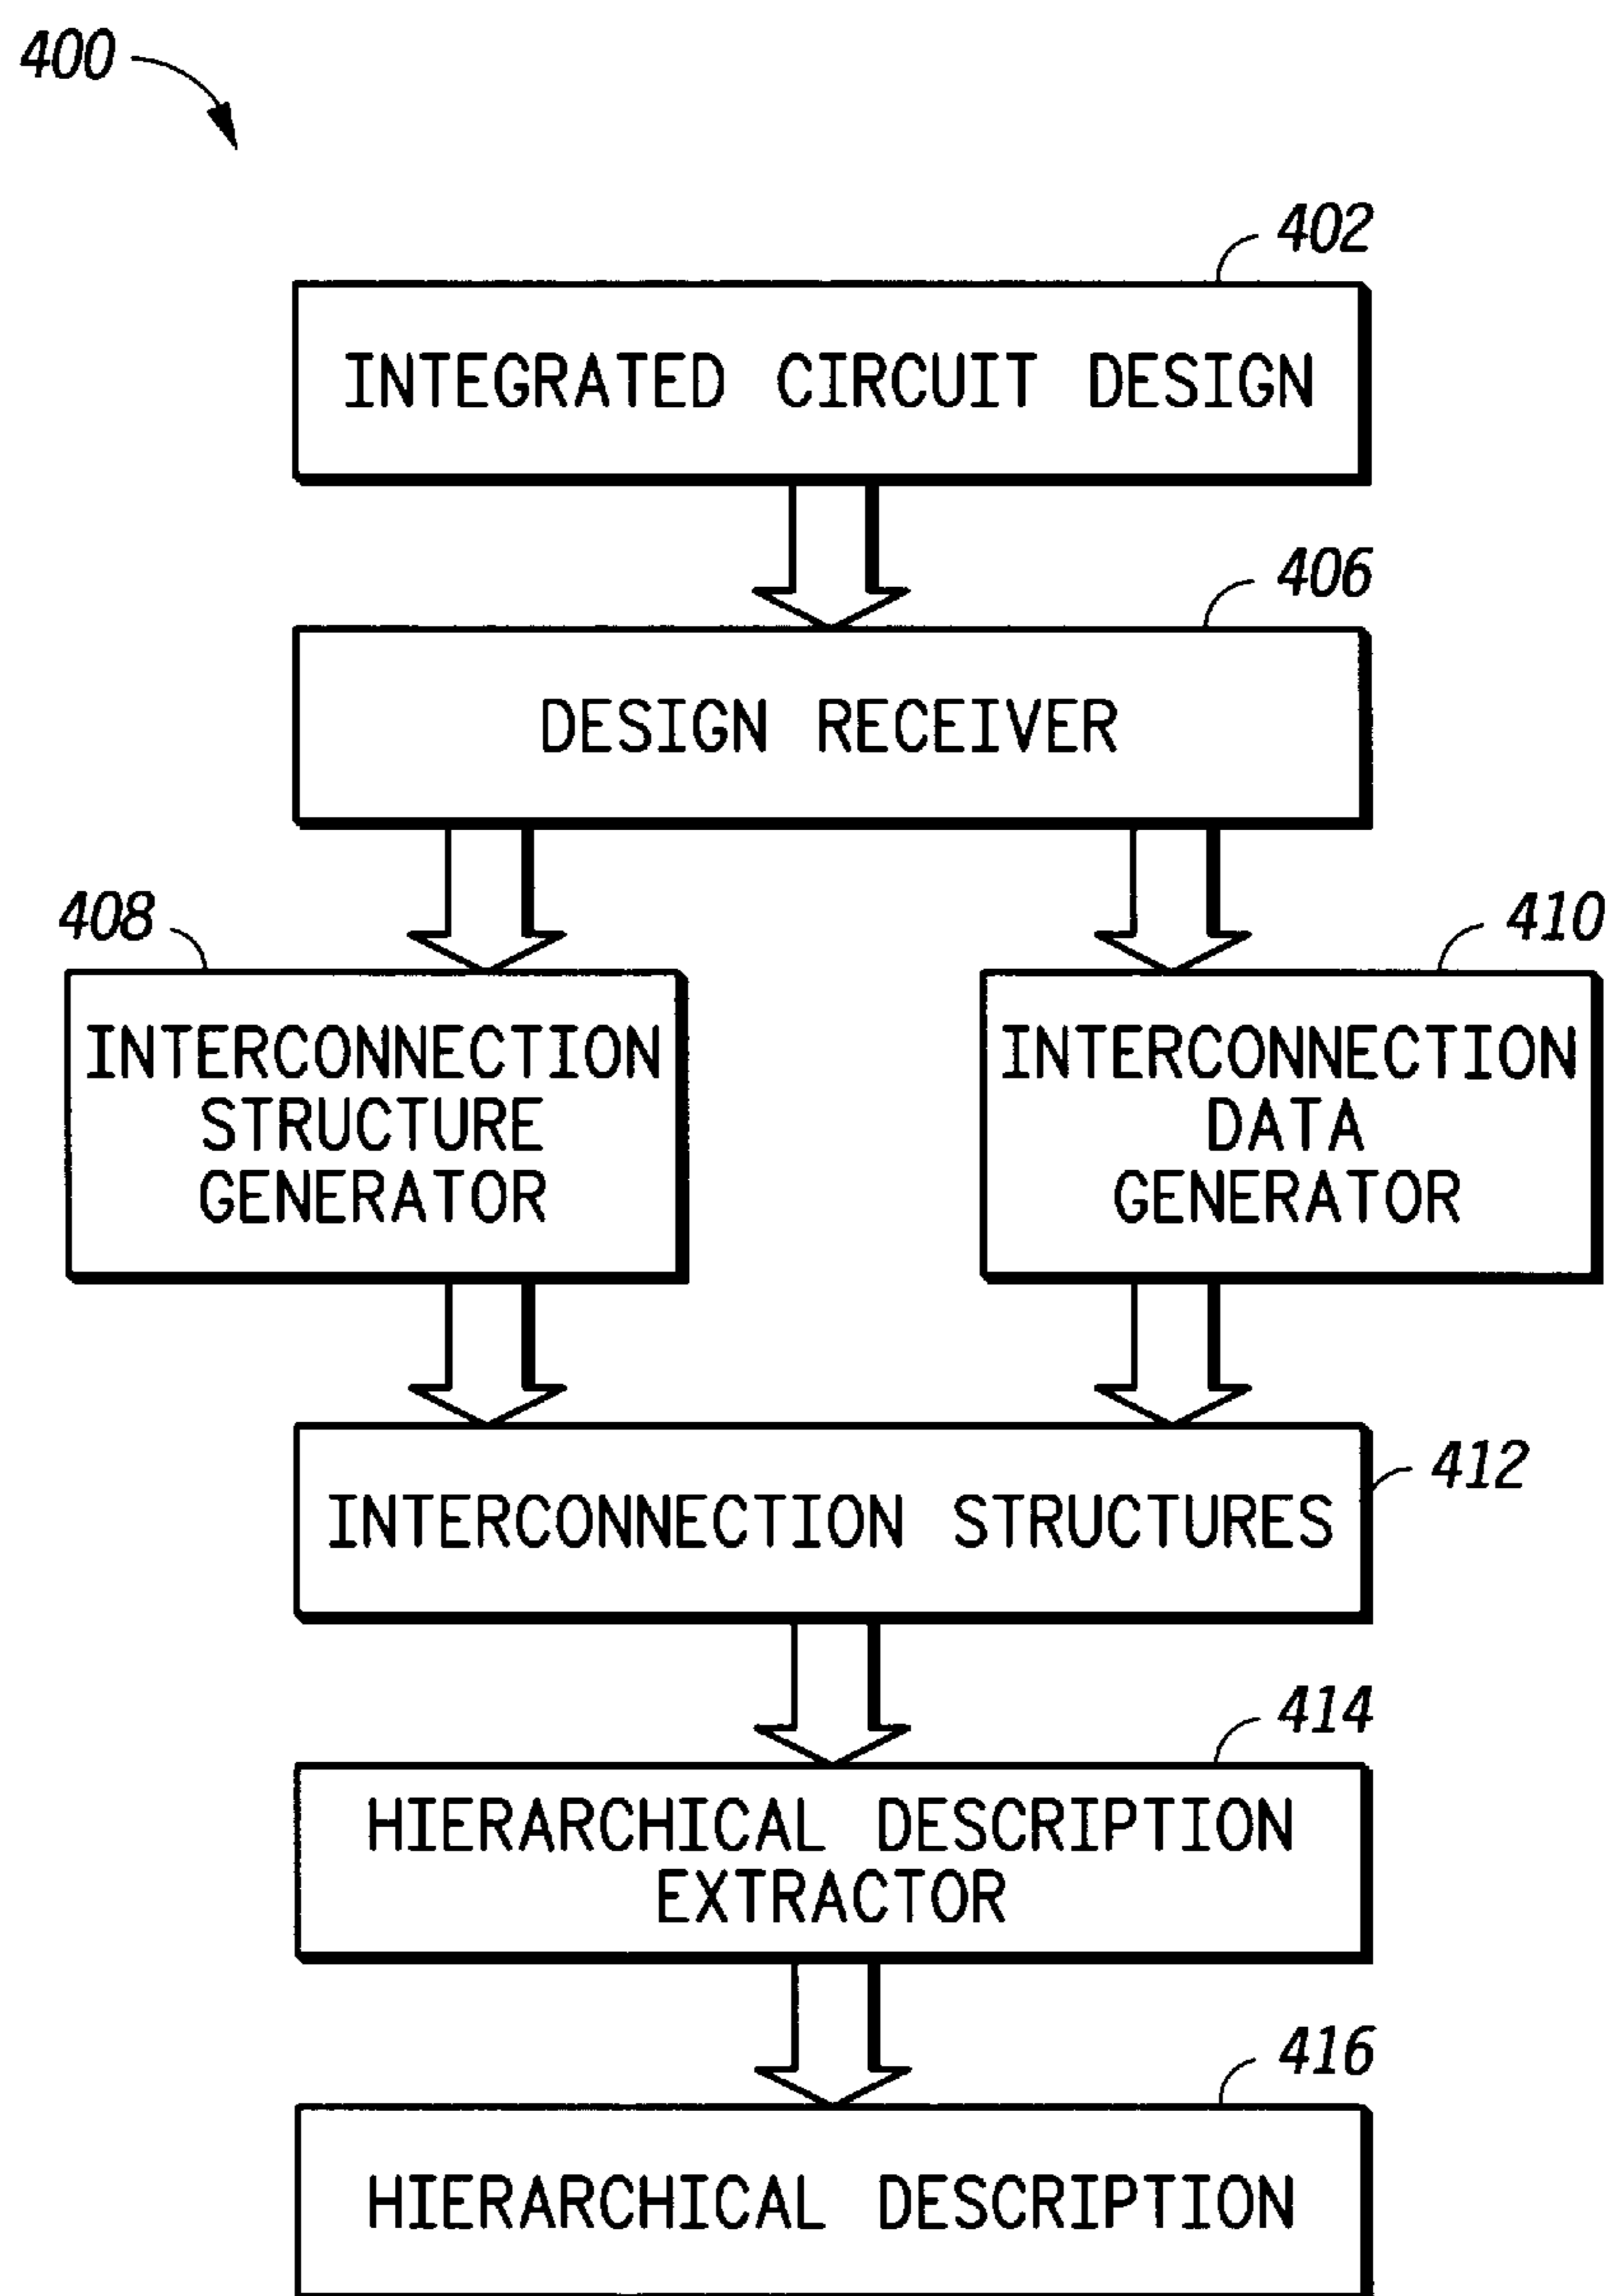 400
402
INTEGRATED CIRCUIT DESIGN
406
DESIGN RECEIVER
408
410
INTERCONNECTION
STRUCTURE
GENERATOR
INTERCONNECTION
DATA
GENERATOR
412
INTERCONNECTION STRUCTURES
414
HIERARCHICAL DESCRIPTION
EXTRACTOR
416
HIERARCHICAL DESCRIPTION